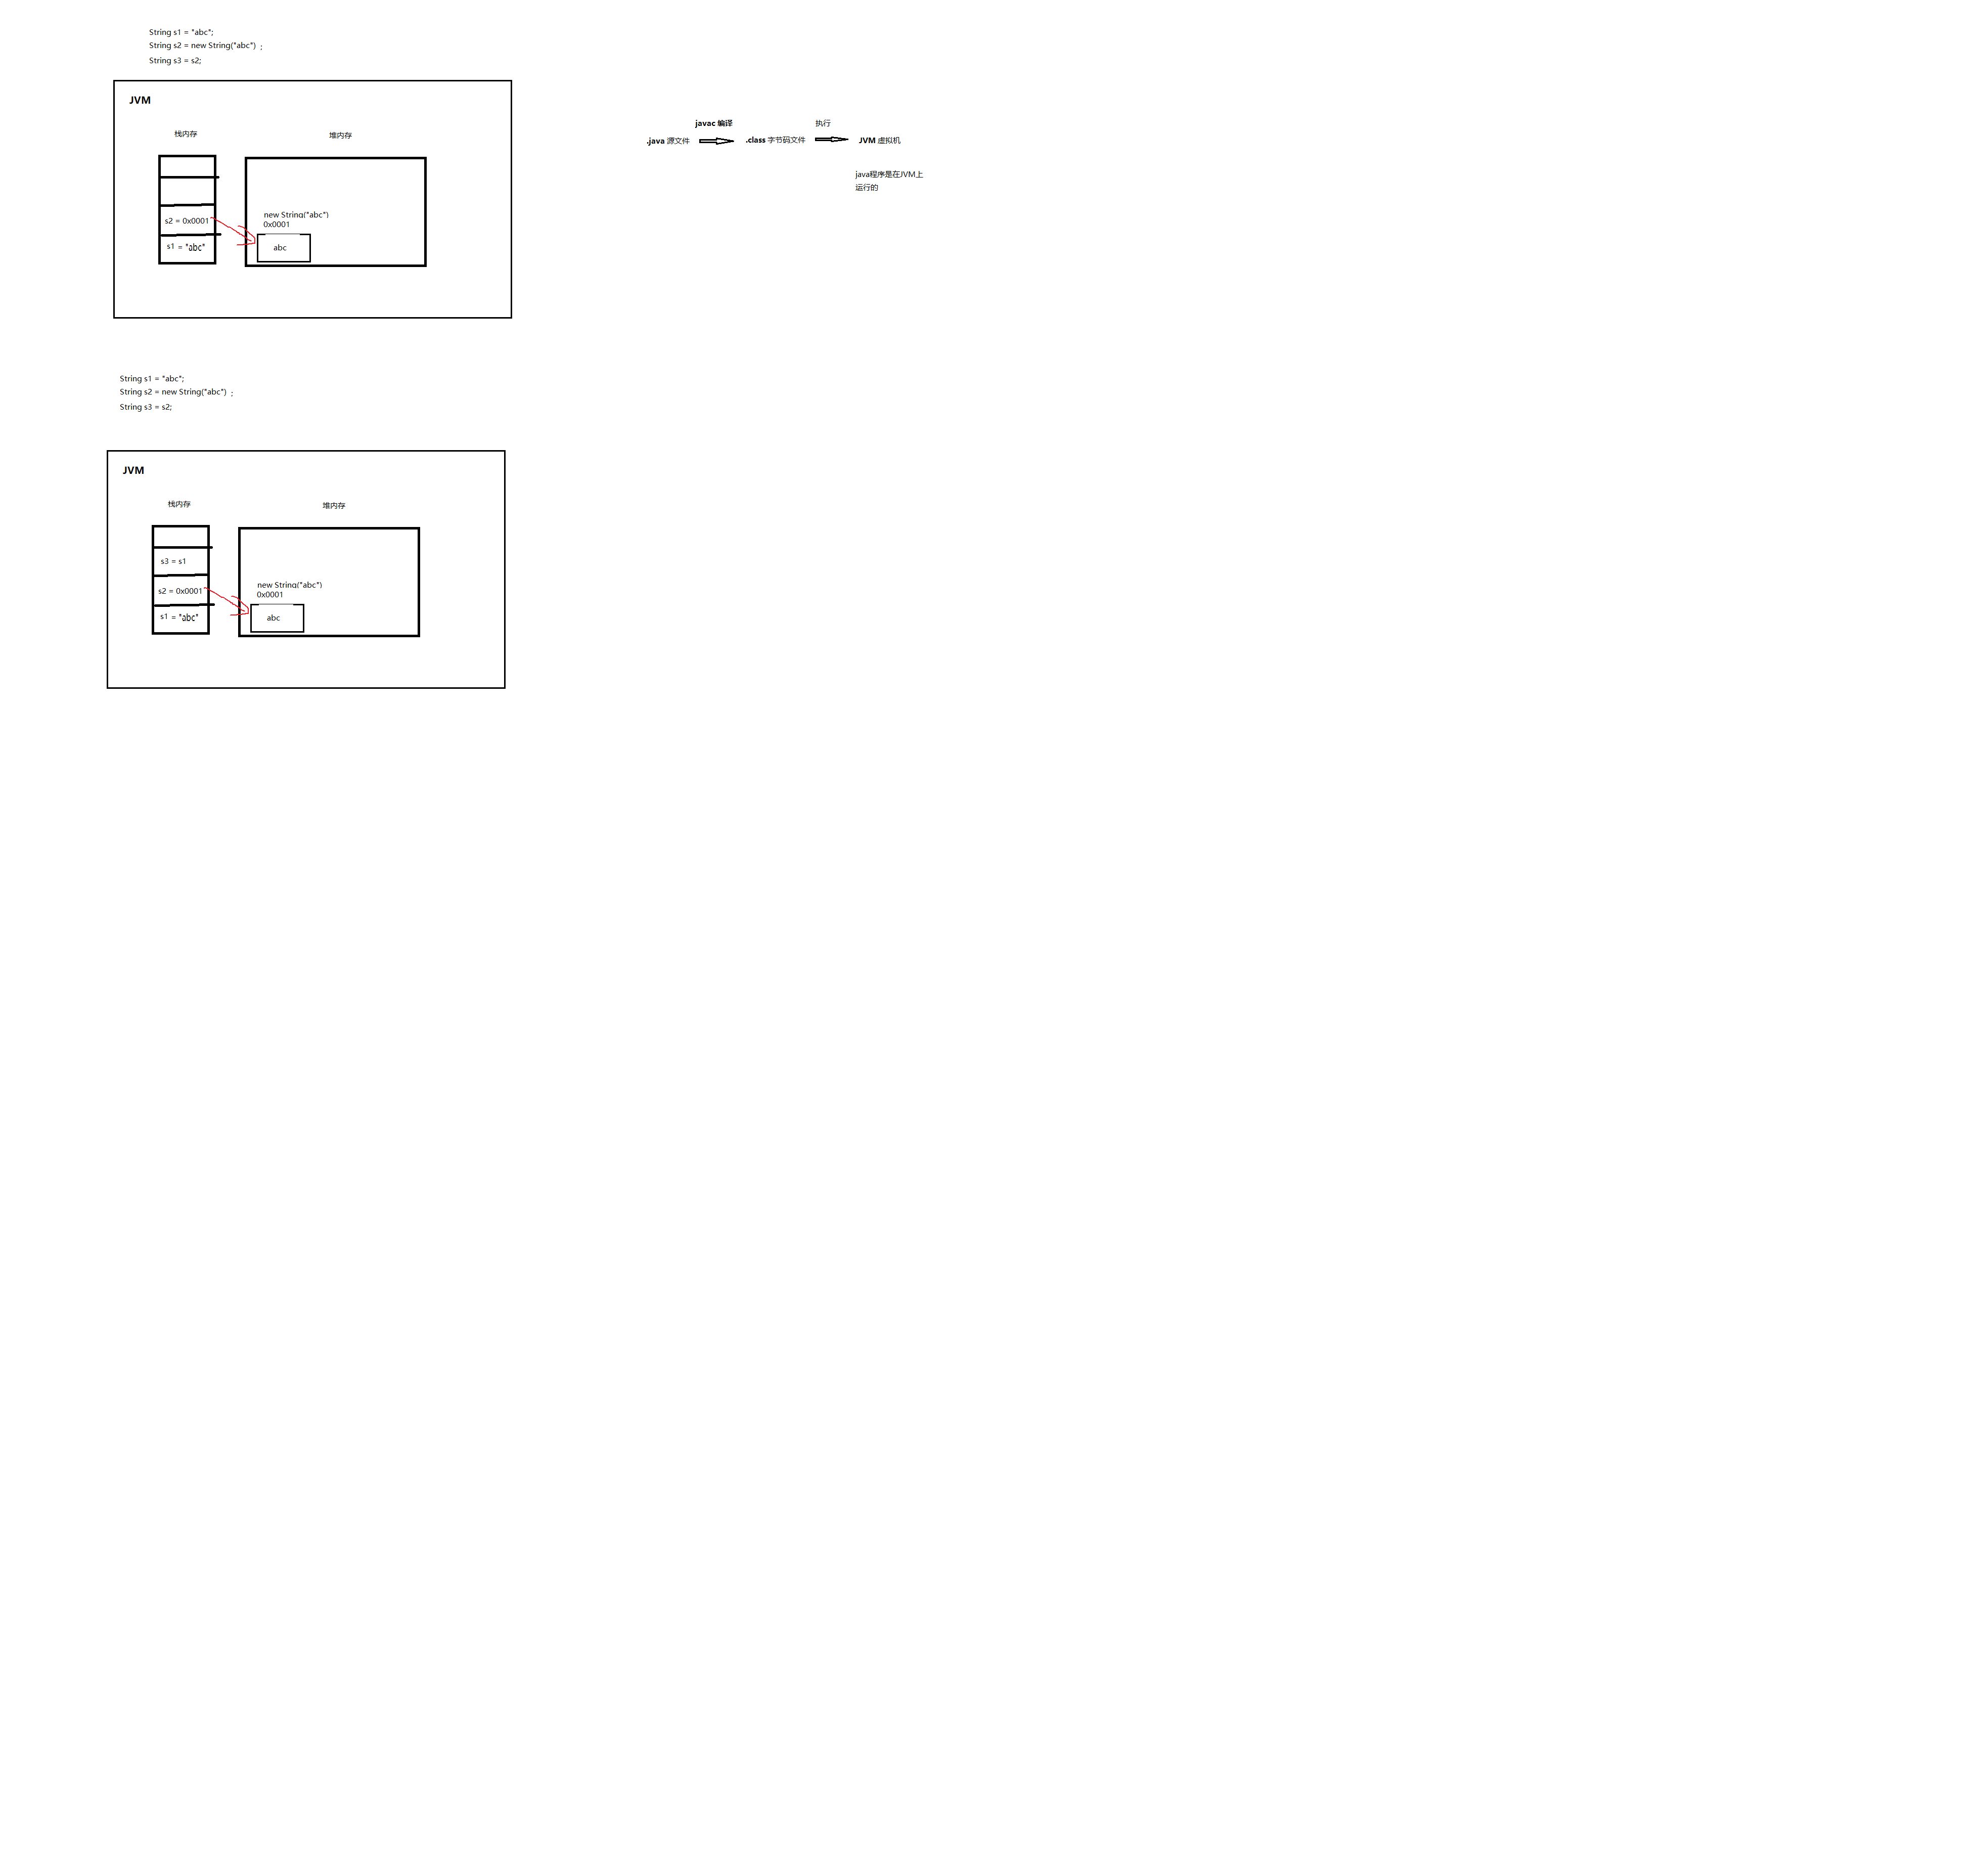 String s1 = "abc";
String s2 = new String("abc") ;
String s3 = s2;
JVM
栈内存
堆内存
s2 = 0x0001
s1 = "abc"
new String("abc")
0x0001
abc
javac 编译
执行
.java 源文件
.class 字节码文件
JVM 虚拟机
java程序是在JVM上
运行的
String s1 = "abc";
String s2 = new String("abc") ;
String s3 = s2;
JVM
栈内存
堆内存
s3 = s1
s2 = 0x0001
s1 = "abc"
new String("abc")
0x0001
abc